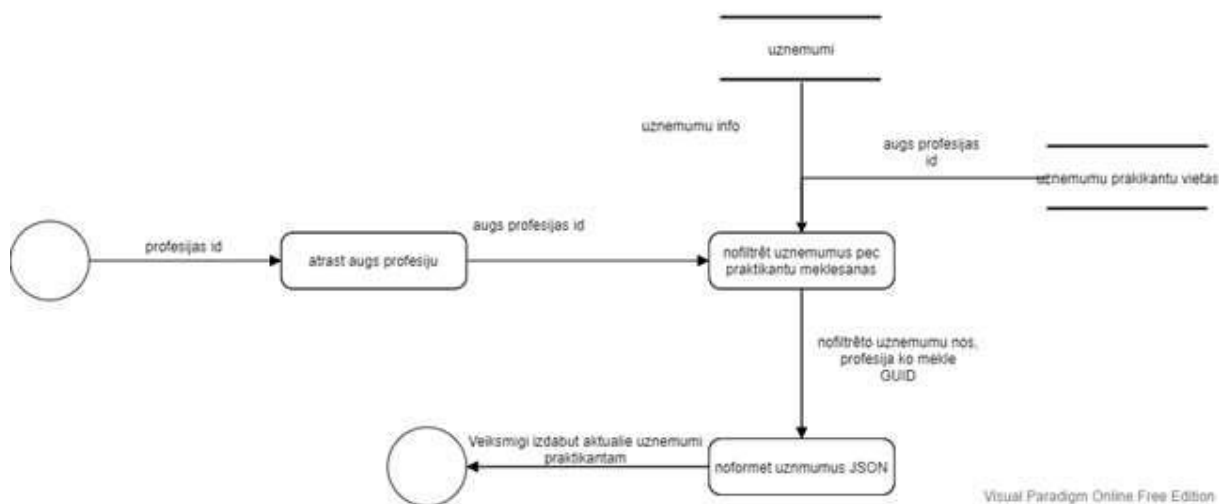 uznemumi
uznemumu info
augs profesijas
id
uznemumu prakikantu vietas
profesijas id
atrast augs profesiju
augs profesijas id
nofiltrēt uznemumus pec
praktikantu meklesanas
nofiltrēto uznemumu nos,
profesija ko mekle
GUID
Veiksmigi izdabut aktualie uznemumi
praktikantam
noformet uznmumus JSON
Visual Paradigm Online Free Edition